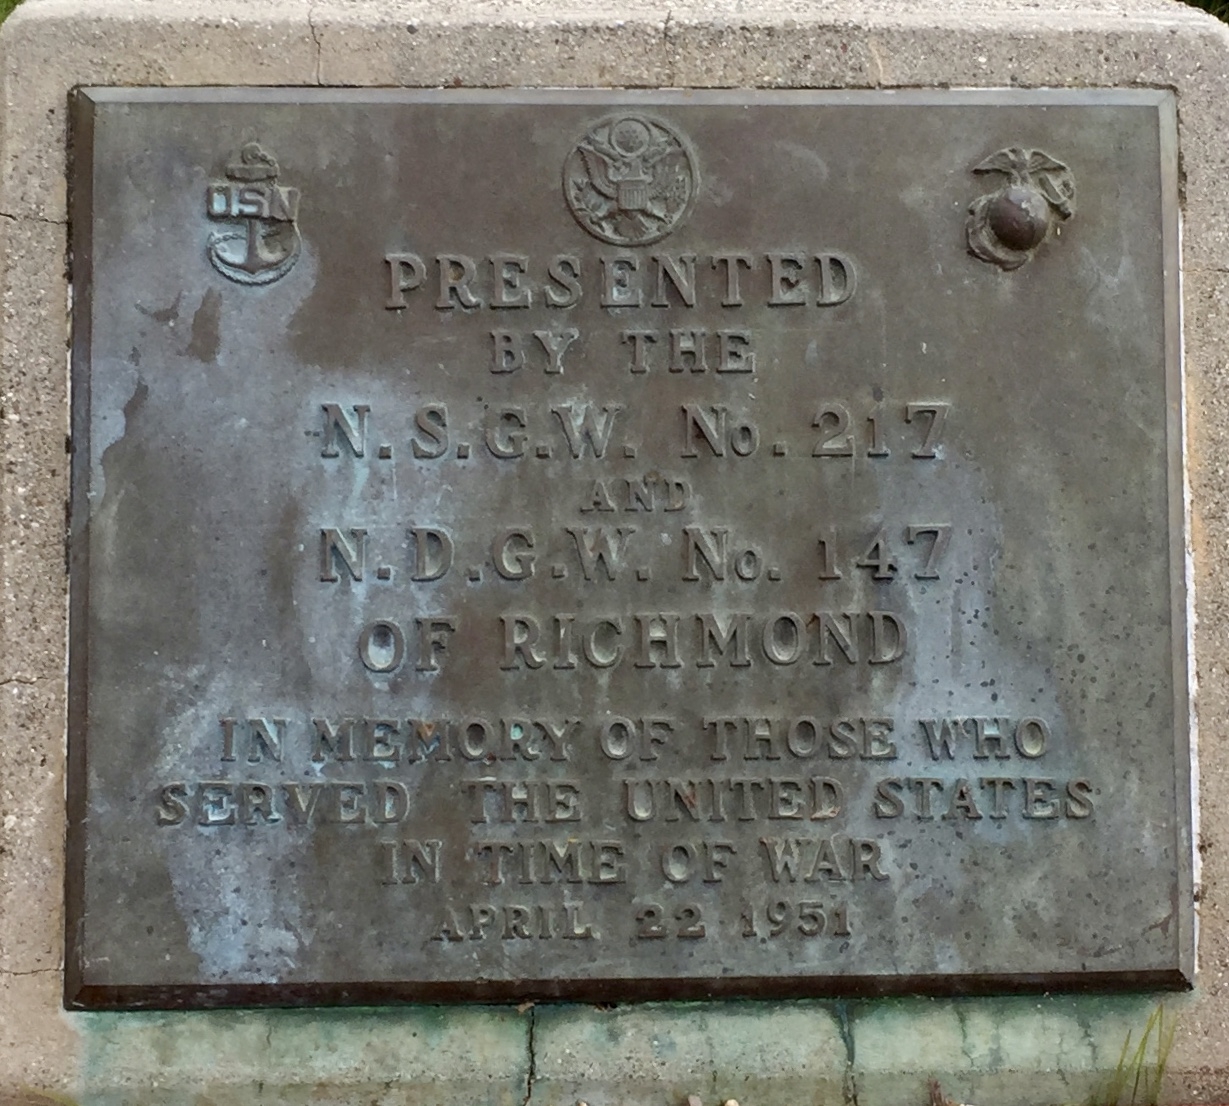 USN
PRESENTED
BY THE
N.S.G.W. No. 217
AND
N.D.G.W. No. 147
OF RICHMOND
IN MEMORY OF THOSE WHO
SERVED THE UNITED STATES
IN TIME OF WAR
APRIL 22 1951